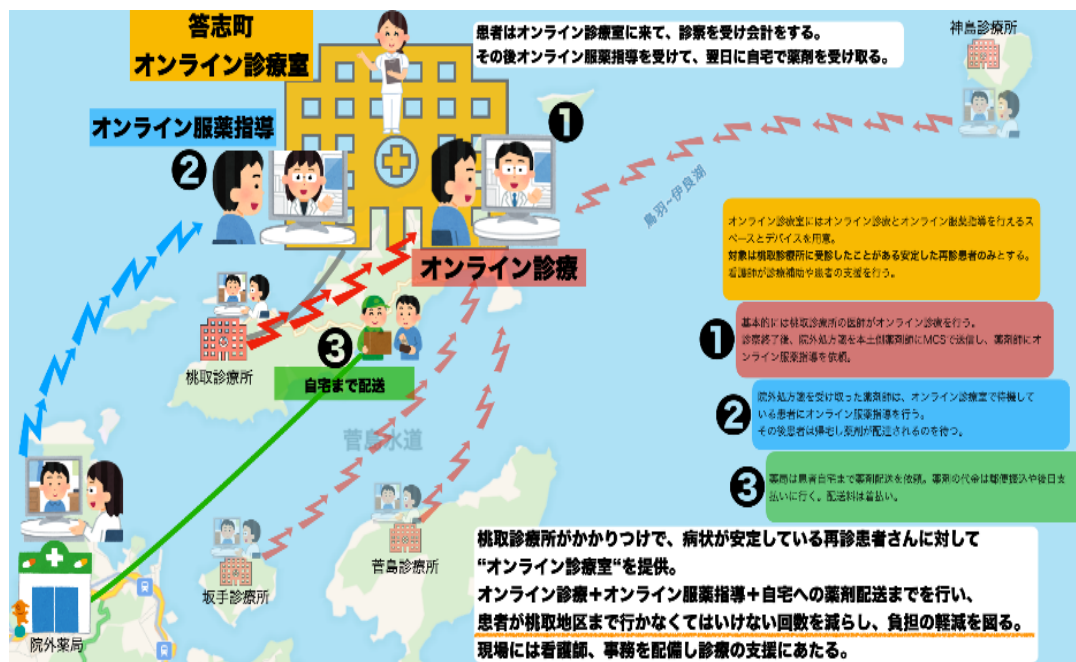 答志町
オンライン診療室
患者はオンライン診療室に来て、診察を受け会計をする。
その後オンライン服薬指導を受けて、翌日に自宅で薬剤を受け取る。
神島診療所
オンライン服薬指導
1
2
鳥羽~伊良湖
オンライン診療
オンライン診療室にはオンライン診療とオンライン服薬指導を行えるス
ペースとデバイスを用意。
対象は桃取診療所に受診したことがある安定した再診患者のみとする。
看護師が診療補助や患者の支援を行う。
1
基本的には桃取診療所の医師がオンライン診療を行う。
診察終了後、院外処方箋を本土側薬剤師にMCSで送信し、薬剤師にオ
ンライン服薬指導を依頼。
3
桃取診療所
自宅まで配送
2
院外処方箋を受け取った薬剤師は、オンライン診療室で待機して
いる患者にオンライン服薬指導を行う。
その後患者は帰宅し薬剤が配達されるのを待つ。
菅島水道
3
薬局は患者自宅まで薬剤配送を依頼。薬剤の代金は郵便振込や後日支
払いに行く。配送料は着払い。
院外薬局
坂手診療所
菅島診療所
桃取診療所がかかりつけで、病状が安定している再診患者さんに対して
“オンライン診療室“を提供。
オンライン診療+オンライン服薬指導+自宅への薬剤配送までを行い、
患者が桃取地区まで行かなくてはいけない回数を減らし、負担の軽減を図る。
現場には看護師、事務を配備し診療の支援にあたる。